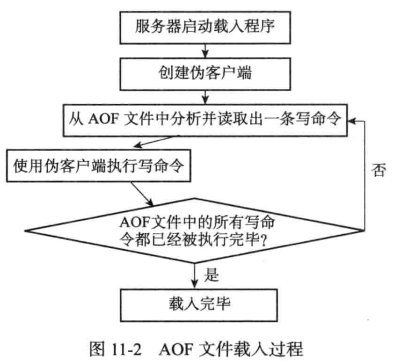 服务器启动载入程序
创建伪客户端
从 AOF 文件中分析并读取出一条写命令
使用伪客户端执行写命令
否
AOF文件中的所有写命
令都已经被执行完毕？
是
载入完毕
图 11-2 AOF 文件载入过程